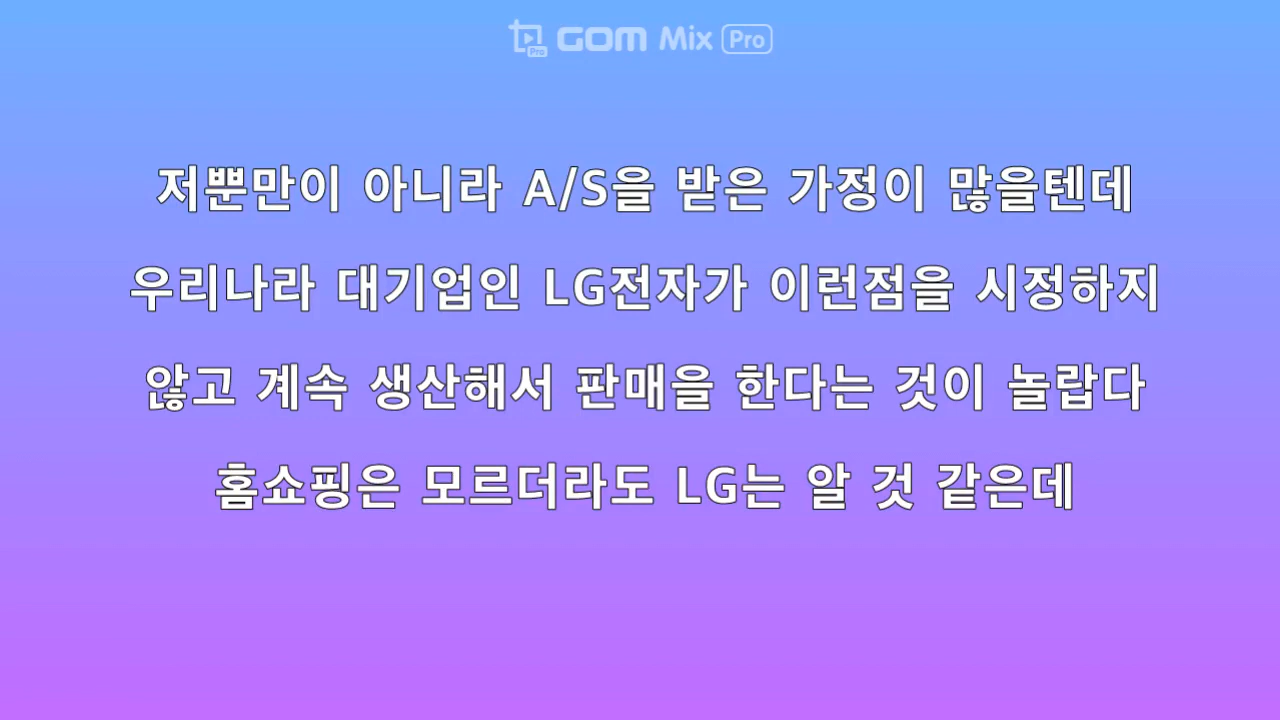 GOM Mix Pro
저뿐만이 아니라 A/S을 받은 가정이 많을텐데
우리나라 대기업인 LG전자가 이런점을 시정하지
않고 계속 생산해서 판매을 한다는 것이 놀랍다
홈쇼핑은 모르더라도 LG는 알 것 같은데